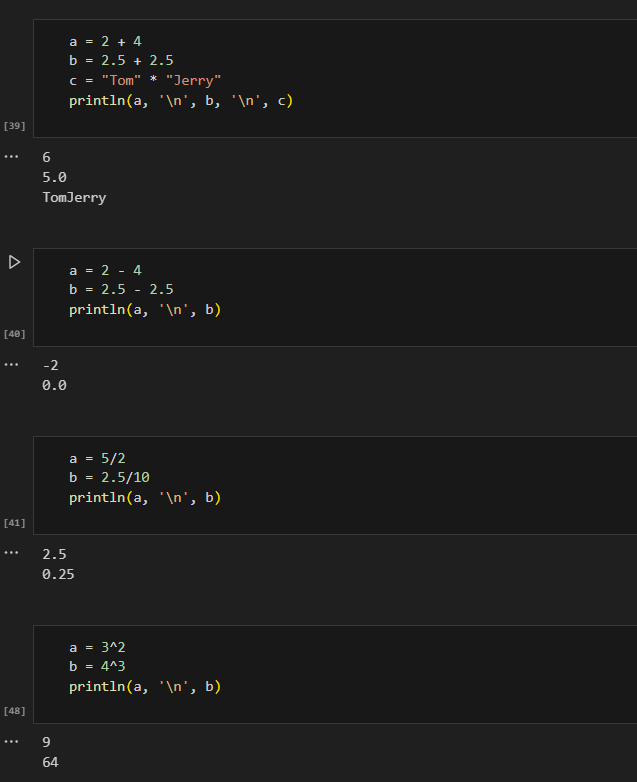 a = 2 + 4
b = 2.5 + 2.5
c = "Tom" * "Jerry"
println(a, '\n', b, '\n', c)
[39]
... 6
5.0
TomJerry
a = 2 - 4
b = 2.5 - 2.5
println(a, '\n', b)
[40]
... -2
0.0
a = 5/2
b = 2.5/10
println(a, '\n', b)
[41]
... 2.5
0.25
a = 3^2
b = 4^3
println(a, '\n', b)
[48]
... 9
64